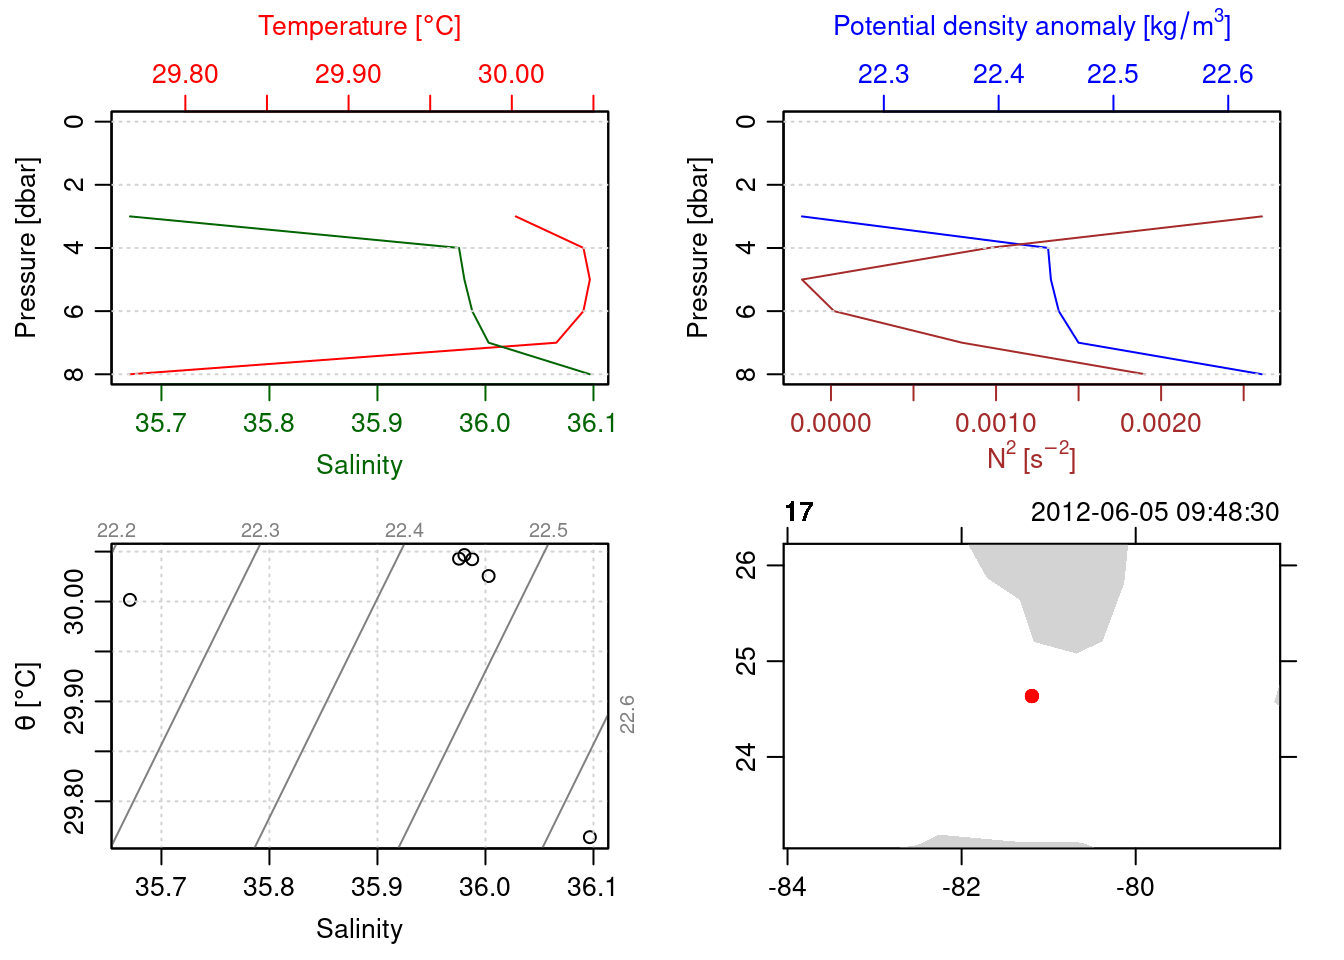 Temperature [°C]
29.80 29.90 30.00
Pressure [dbar]
0
2
4
6
8
35.7 35.8 35.9 36.0 36.1
Salinity
Potential density anomaly [kg/m³]
22.3 22.4 22.5 22.6
Pressure [dbar]
0
2
4
6
8
0.0000 0.0010 0.0020
N² [s⁻²]
22.2 22.3 22.4 22.5
22.6
θ [°C]
30.00
29.90
29.80
35.7 35.8 35.9 36.0 36.1
Salinity
17 2012-06-05 09:48:30
26
25
24
-84 -82 -80